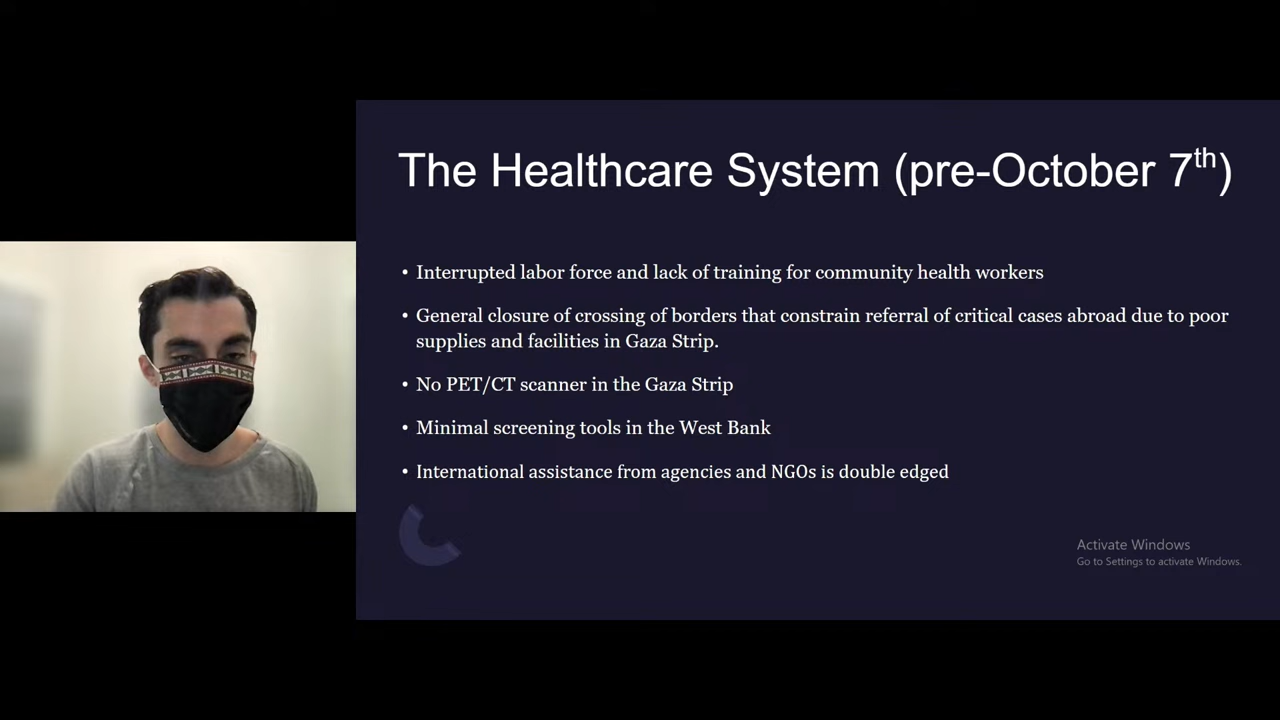 The Healthcare System (pre-October 7th)
• Interrupted labor force and lack of training for community health workers
• General closure of crossing of borders that constrain referral of critical cases abroad due to poor
supplies and facilities in Gaza Strip.
• No PET/CT scanner in the Gaza Strip
• Minimal screening tools in the West Bank
• International assistance from agencies and NGOs is double edged
Activate Windows
Go to Settings to activate Windows.